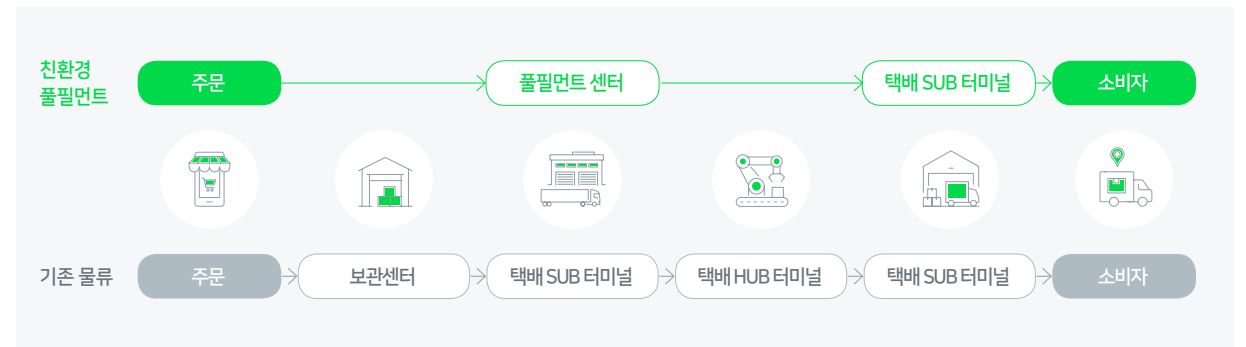 친환경
풀필먼트
주문
풀필먼트 센터
택배 SUB 터미널
소비자
기존 물류
주문
보관센터
택배 SUB 터미널
택배 HUB 터미널
택배 SUB 터미널
소비자